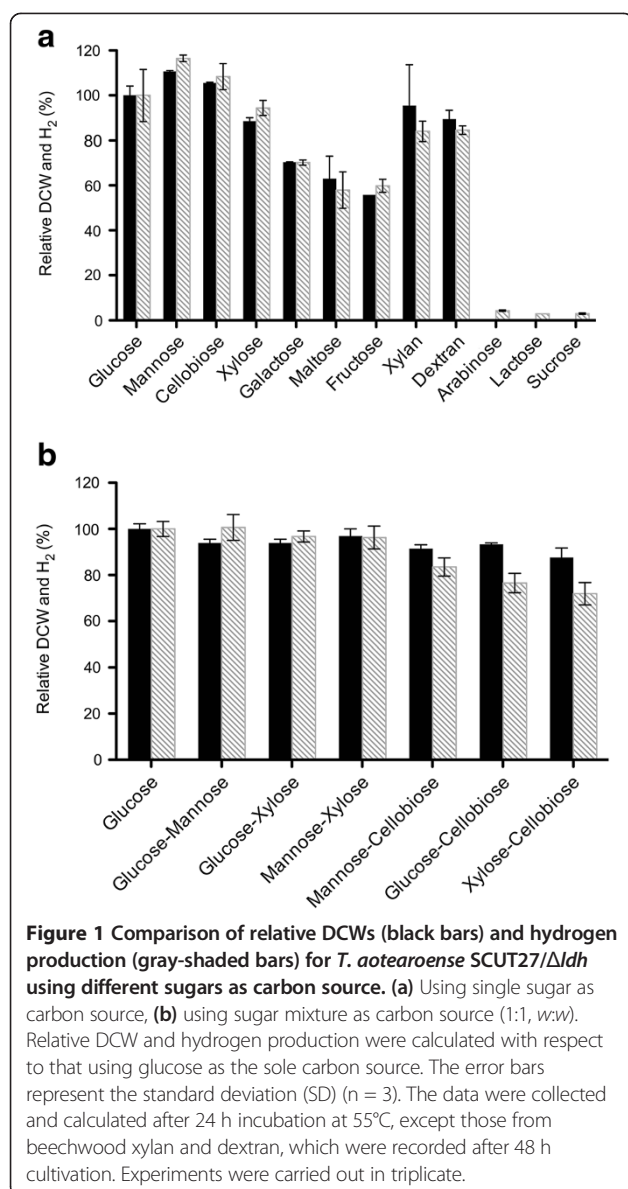 a
120
100
80
60
40
20
0
Relative DCW and H₂ (%)
Glucose
Mannose
Cellobiose
Xylose
Galactose
Maltose
Fructose
Xylan
Dextran
Arabinose
Lactose
Sucrose
b
120
100
80
60
40
20
0
Relative DCW and H₂ (%)
Glucose
Glucose-Mannose
Glucose-Xylose
Mannose-Xylose
Mannose-Cellobiose
Glucose-Cellobiose
Xylose-Cellobiose
Figure 1 Comparison of relative DCWs (black bars) and hydrogen
production (gray-shaded bars) for T. aotearoense SCUT27/Δldh
using different sugars as carbon source. (a) Using single sugar as
carbon source, (b) using sugar mixture as carbon source (1:1, w:w).
Relative DCW and hydrogen production were calculated with respect
to that using glucose as the sole carbon source. The error bars
represent the standard deviation (SD) (n = 3). The data were collected
and calculated after 24 h incubation at 55°C, except those from
beechwood xylan and dextran, which were recorded after 48 h
cultivation. Experiments were carried out in triplicate.